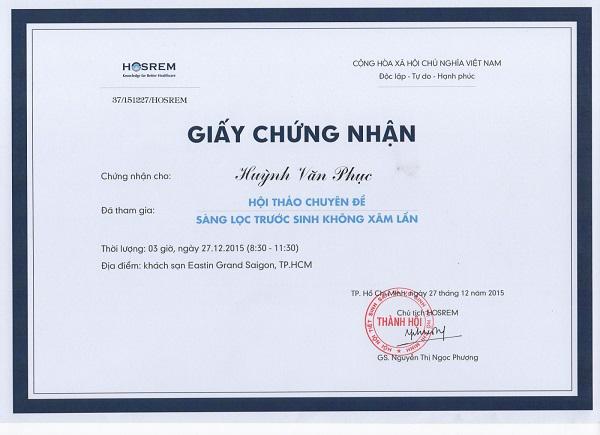 HOSREM
Knowledge for Better Healthcare
37/151227/HOSREM
CỘNG HÒA XÃ HỘI CHỦ NGHĨA VIỆT NAM
Độc lập - Tự do - Hạnh phúc
GIẤY CHỨNG NHẬN
Chứng nhận cho: Huỳnh Văn Phục
Đã tham gia: HỘI THẢO CHUYÊN ĐỀ
SÀNG LỌC TRƯỚC SINH KHÔNG XÂM LẤN
Thời lượng: 03 giờ, ngày 27.12.2015 (8:30 - 11:30)
Địa điểm: khách sạn Eastin Grand Saigon, TP.HCM
TP. Hồ Chí Minh, ngày 27 tháng 12 năm 2015
Chủ tịch HOSREM
THÀNH HỘI
GS. Nguyễn Thị Ngọc Phượng